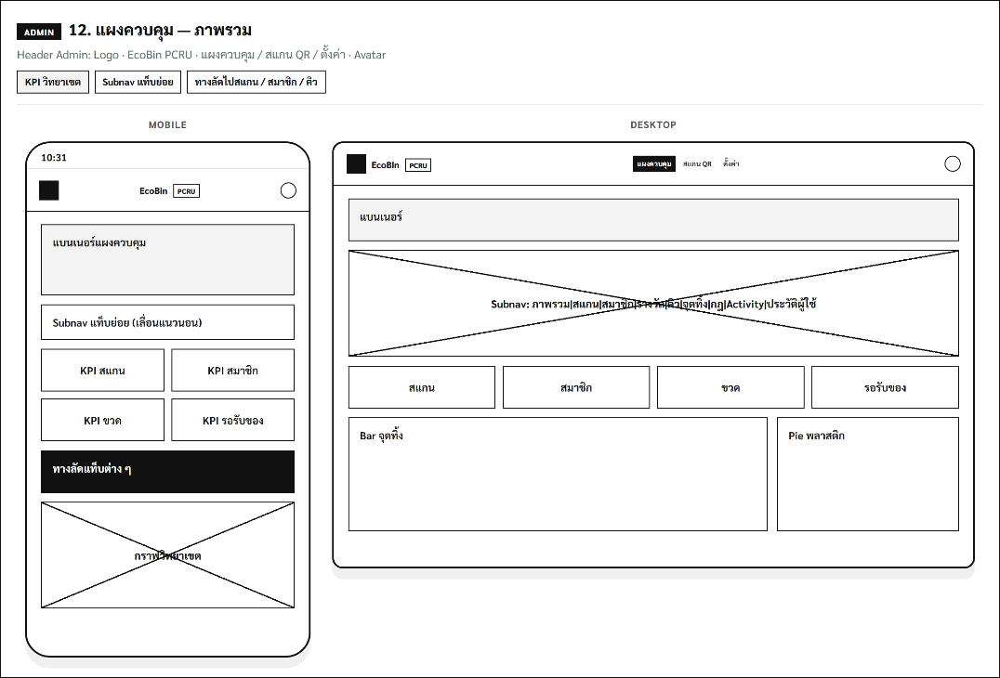 ADMIN 12. แผงควบคุม — ภาพรวม
Header Admin: Logo · EcoBin PCRU · แผงควบคุม / สแกน QR / ตั้งค่า · Avatar
KPI วิทยาเขต Subnav แท็บย่อย ทางลัดไปสแกน / สมาชิก / คิว
MOBILE
10:31
EcoBin PCRU
แบนเนอร์แผงควบคุม
Subnav แท็บย่อย (เลื่อนแนวนอน)
KPI สแกน KPI สมาชิก
KPI ขวด KPI รอรับของ
ทางลัดแท็บต่าง ๆ
กราฟวิทยาเขต
DESKTOP
EcoBin PCRU แผงควบคุม สแกน QR ตั้งค่า
แบนเนอร์
Subnav: ภาพรวม|สแกน|สมาชิก|รางวัล|คิว|จุดทิ้ง|กฎ|Activity|ประวัติผู้ใช้
สแกน สมาชิก ขวด รอรับของ
Bar จุดทิ้ง Pie พลาสติก